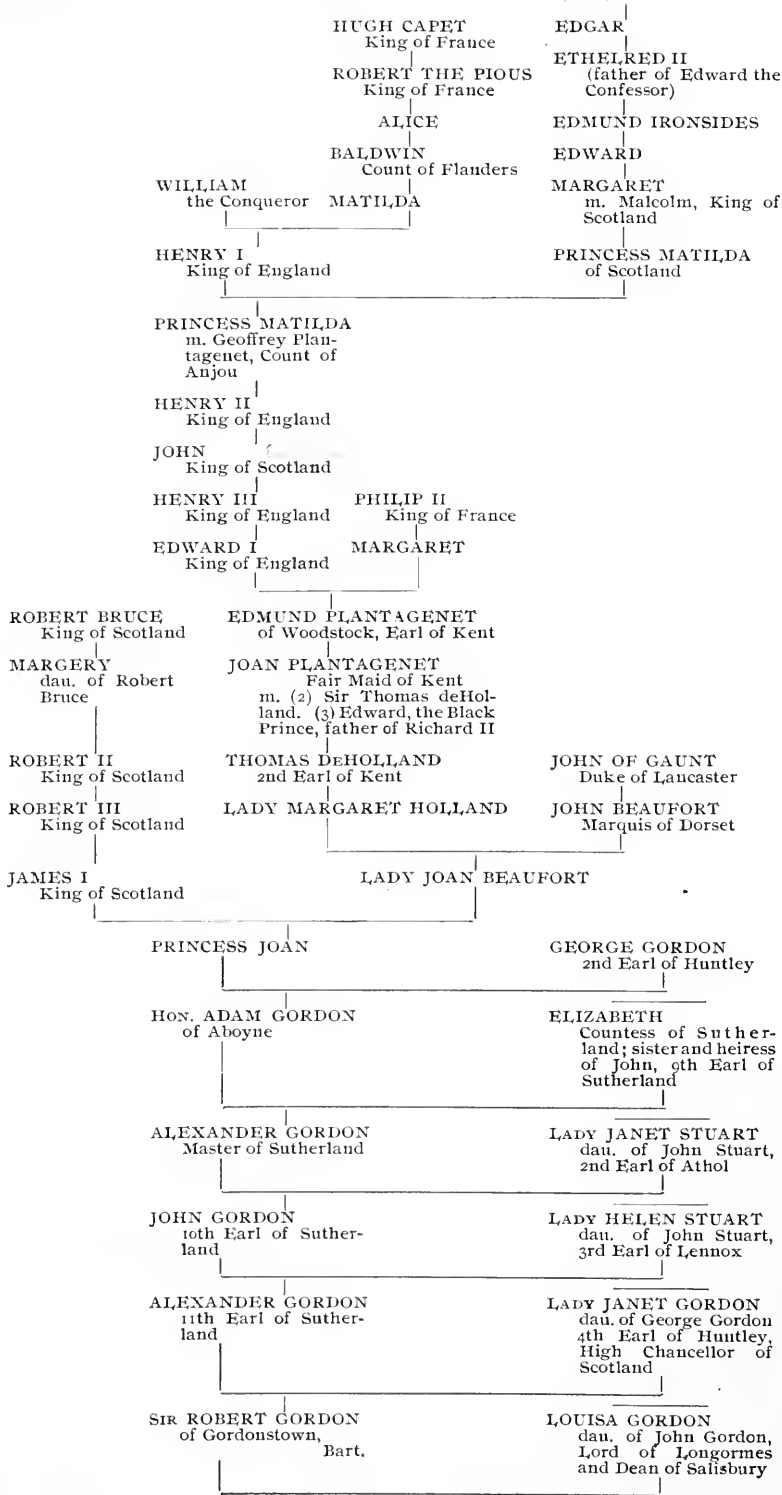 HUGH CAPET
King of France
EDGAR
ROBERT THE PIOUS
King of France
ETHELRED II
(father of Edward the
Confessor)
ALICE
EDMUND IRONSIDES
BALDWIN
Count of Flanders
EDWARD
WILLIAM
the Conqueror
MATILDA
MARGARET
m. Malcolm, King of
Scotland
HENRY I
King of England
PRINCESS MATILDA
of Scotland
PRINCESS MATILDA
m. Geoffrey Plan-
tagenet, Count of
Anjou
HENRY II
King of England
JOHN
King of Scotland
HENRY III
King of England
PHILIP II
King of France
EDWARD I
King of England
MARGARET
ROBERT BRUCE
King of Scotland
EDMUND PLANTAGENET
of Woodstock, Earl of Kent
MARGERY
dau. of Robert
Bruce
JOAN PLANTAGENET
Fair Maid of Kent
m. (2) Sir Thomas deHol-
land. (3) Edward, the Black
Prince, father of Richard II
ROBERT II
King of Scotland
THOMAS DEHOLLAND
2nd Earl of Kent
JOHN OF GAUNT
Duke of Lancaster
ROBERT III
King of Scotland
LADY MARGARET HOLLAND
JOHN BEAUFORT
Marquis of Dorset
JAMES I
King of Scotland
LADY JOAN BEAUFORT
PRINCESS JOAN
GEORGE GORDON
2nd Earl of Huntley
HON. ADAM GORDON
of Aboyne
ELIZABETH
Countess of Suther-
land; sister and heiress
of John, 9th Earl of
Sutherland
ALEXANDER GORDON
Master of Sutherland
LADY JANET STUART
dau. of John Stuart,
2nd Earl of Athol
JOHN GORDON
10th Earl of Suther-
land
LADY HELEN STUART
dau. of John Stuart,
3rd Earl of Lennox
ALEXANDER GORDON
11th Earl of Suther-
land
LADY JANET GORDON
dau. of George Gordon
4th Earl of Huntley,
High Chancellor of
Scotland
SIR ROBERT GORDON
of Gordonstown,
Bart.
LOUISA GORDON
dau. of John Gordon,
Lord of Longormes
and Dean of Salisbury